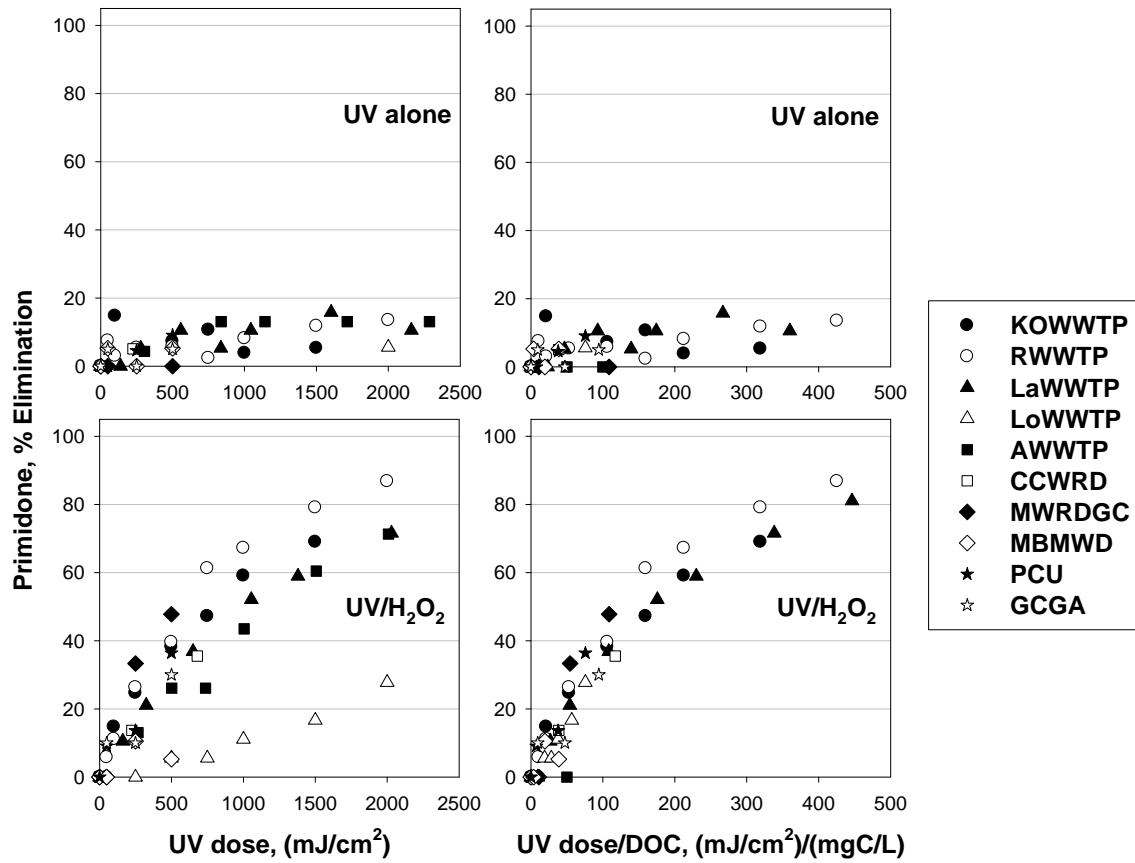 100
80
60
40
20
0
UV alone
0
500
1000
1500
2000
2500
100
80
60
40
20
0
UV alone
0
100
200
300
400
500
Primidone, % Elimination
100
80
60
40
20
0
UV/H2O2
0
500
1000
1500
2000
2500
UV dose, (mJ/cm2)
100
80
60
40
20
0
UV/H2O2
0
100
200
300
400
500
UV dose/DOC, (mJ/cm2)/(mgC/L)
KOWWTP
RWWTP
LaWWTP
LoWWTP
AWWTP
CCWRD
MWRDGC
MBMWD
PCU
GCGA